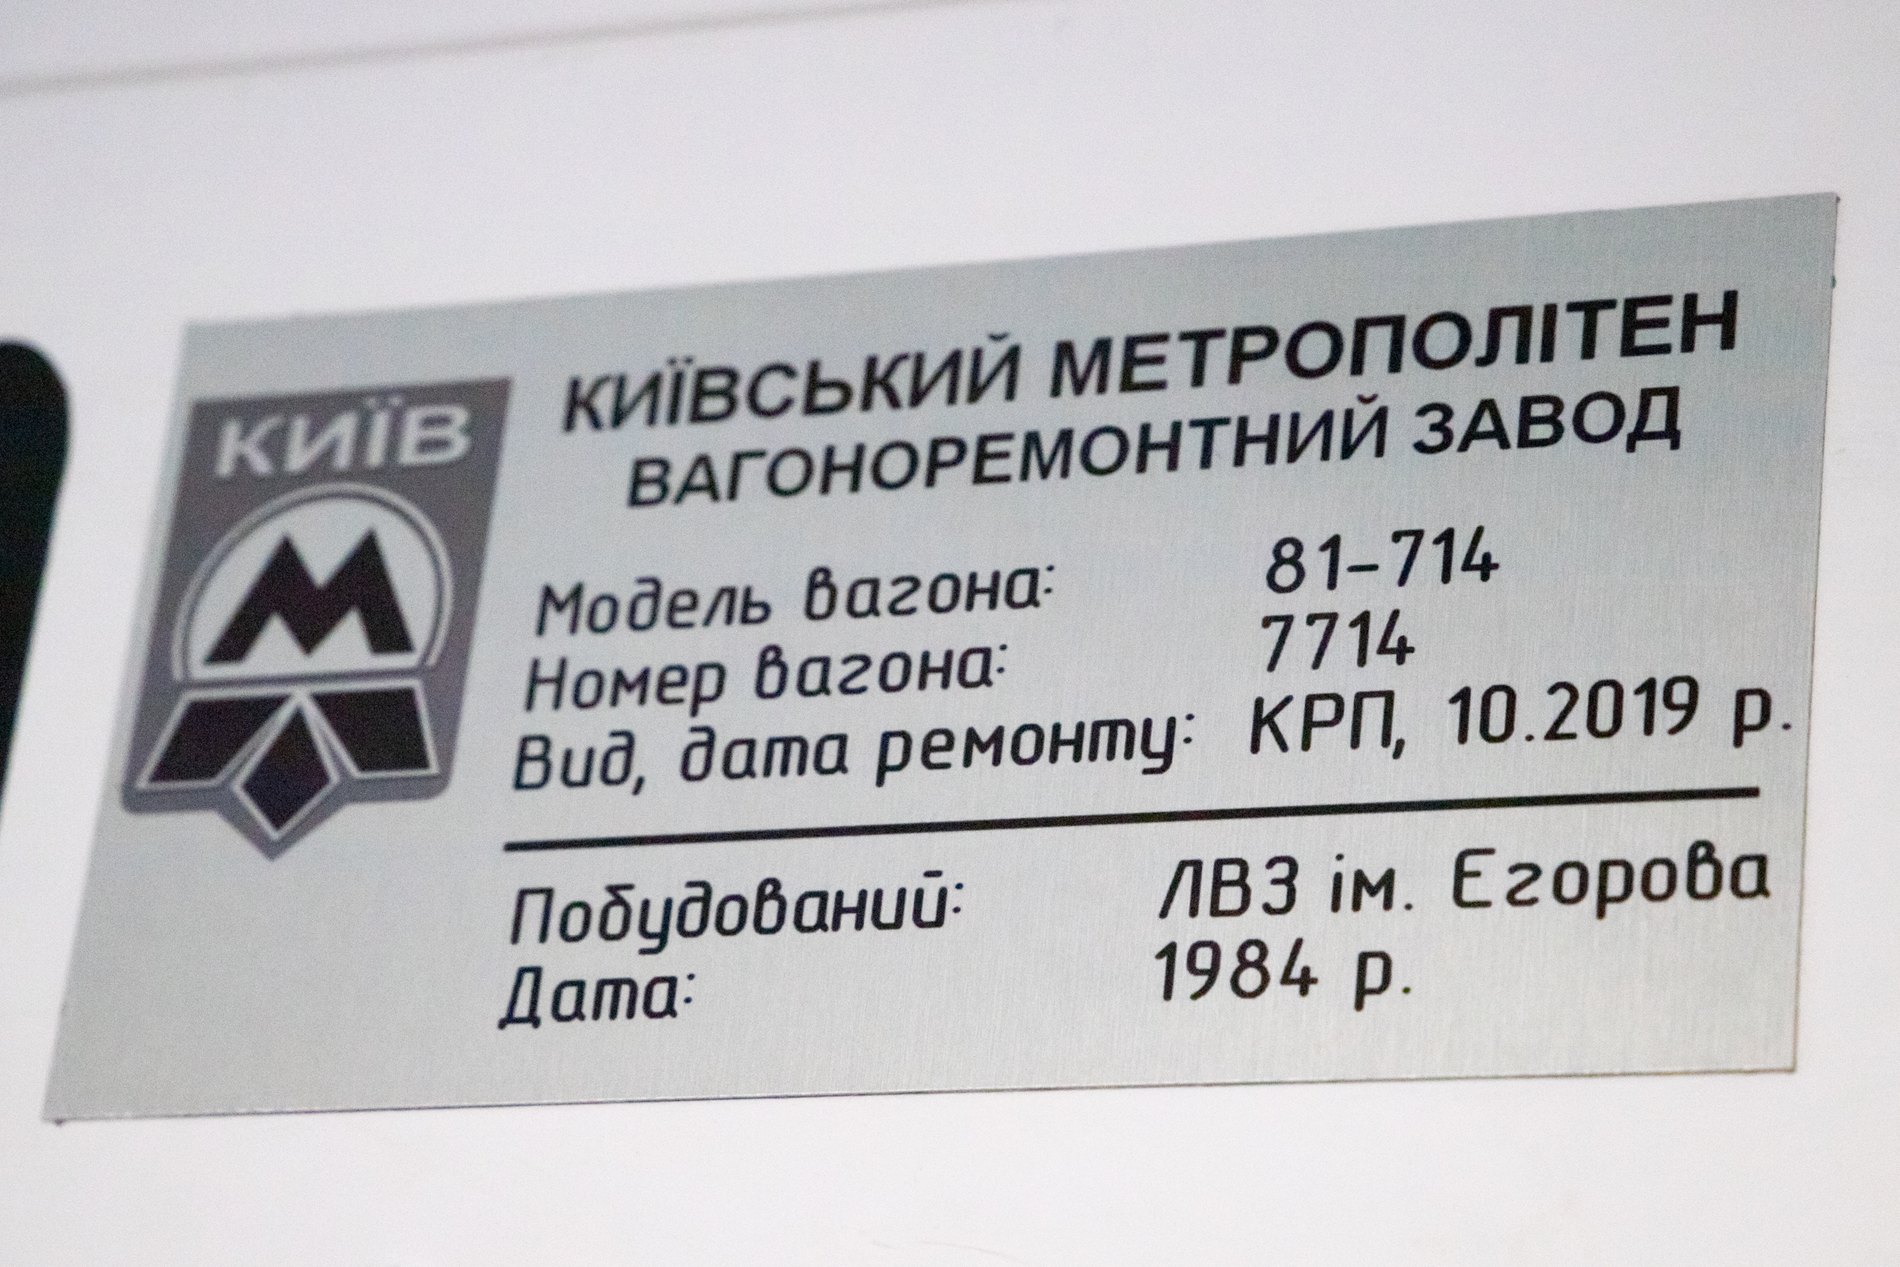 КИЇВ
КИЇВСЬКИЙ МЕТРОПОЛІТЕН
ВАГОНОРЕМОНТНИЙ ЗАВОД
Модель вагона: 81-714
Номер вагона: 7714
Вид, дата ремонту: КРП, 10.2019 р.
Побудований: ЛВЗ ім. Єгорова
Дата: 1984 р.